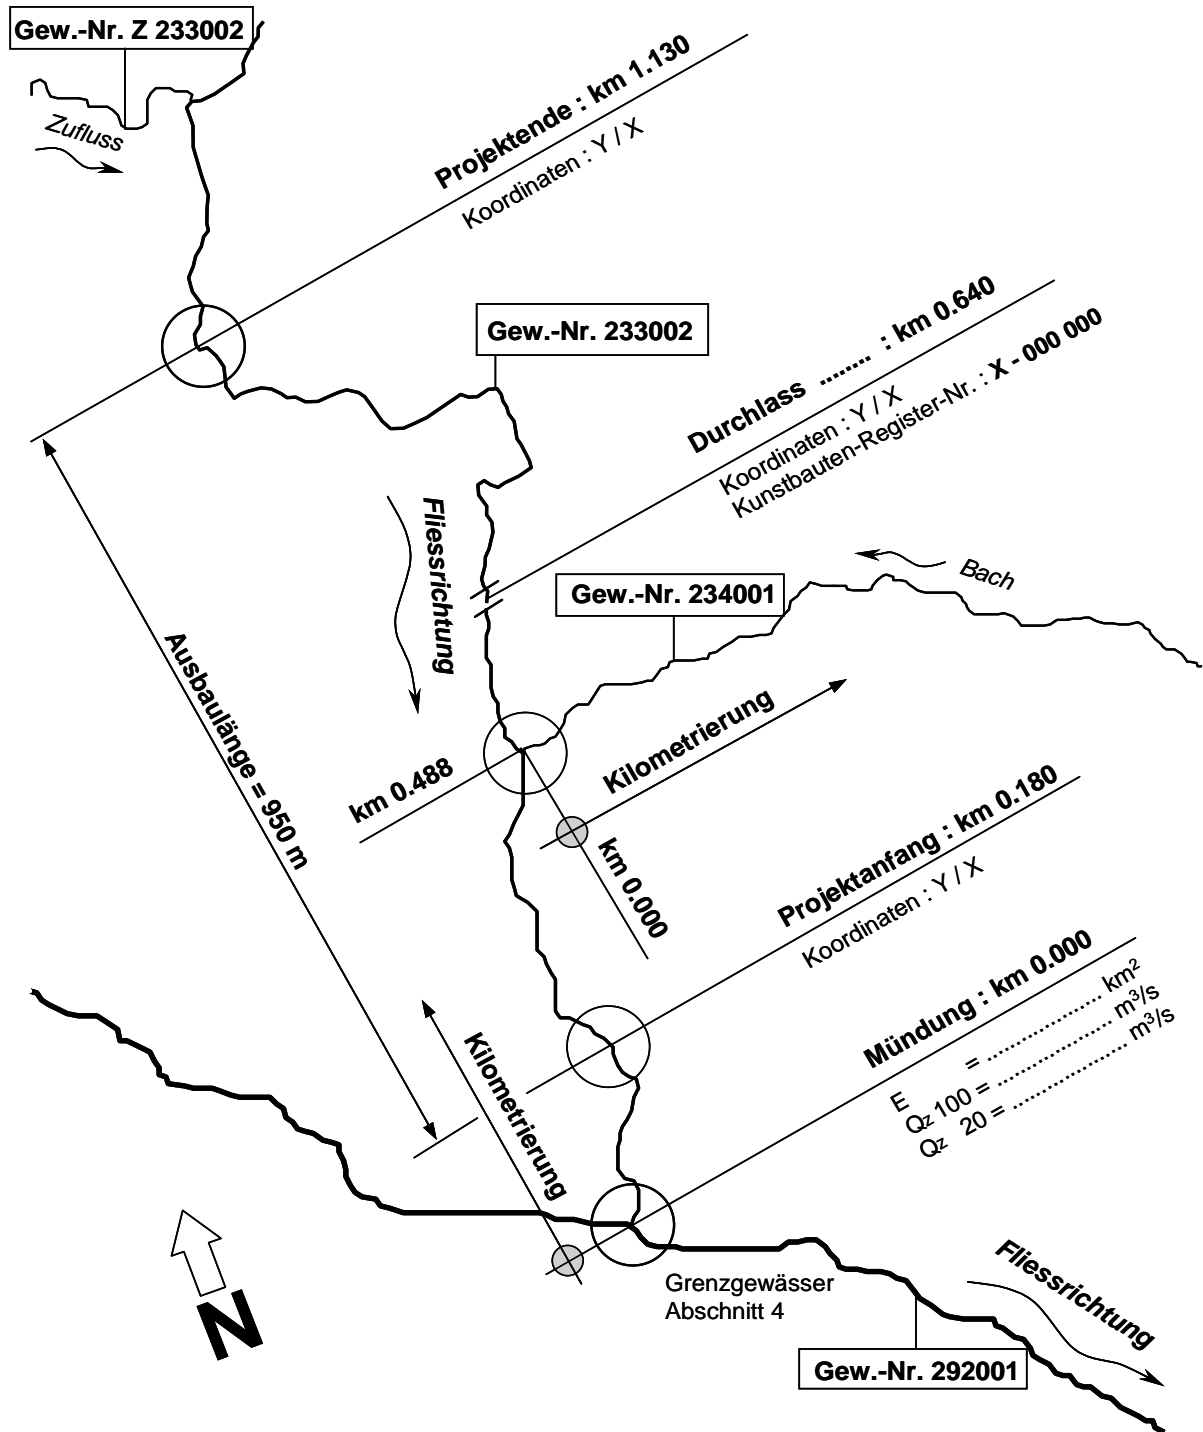 Gew.-Nr. Z 233002
Zufluss
Projektende : km 1.130
Koordinaten : Y / X
Gew.-Nr. 233002
Durchlass ........ : km 0.640
Koordinaten : Y / X
Kunstbauten-Register-Nr. : X - 000 000
Fliessrichtung
Bach
Gew.-Nr. 234001
Ausbaulänge = 950 m
km 0.488
Kilometrierung
km 0.000
Projektanfang : km 0.180
Koordinaten : Y / X
Mündung : km 0.000
E = ..................... km²
Qz 100 = ..................... m³/s
Qz 20 = ..................... m³/s
Kilometrierung
Grenzgewässer
Abschnitt 4
Fliessrichtung
Gew.-Nr. 292001
N